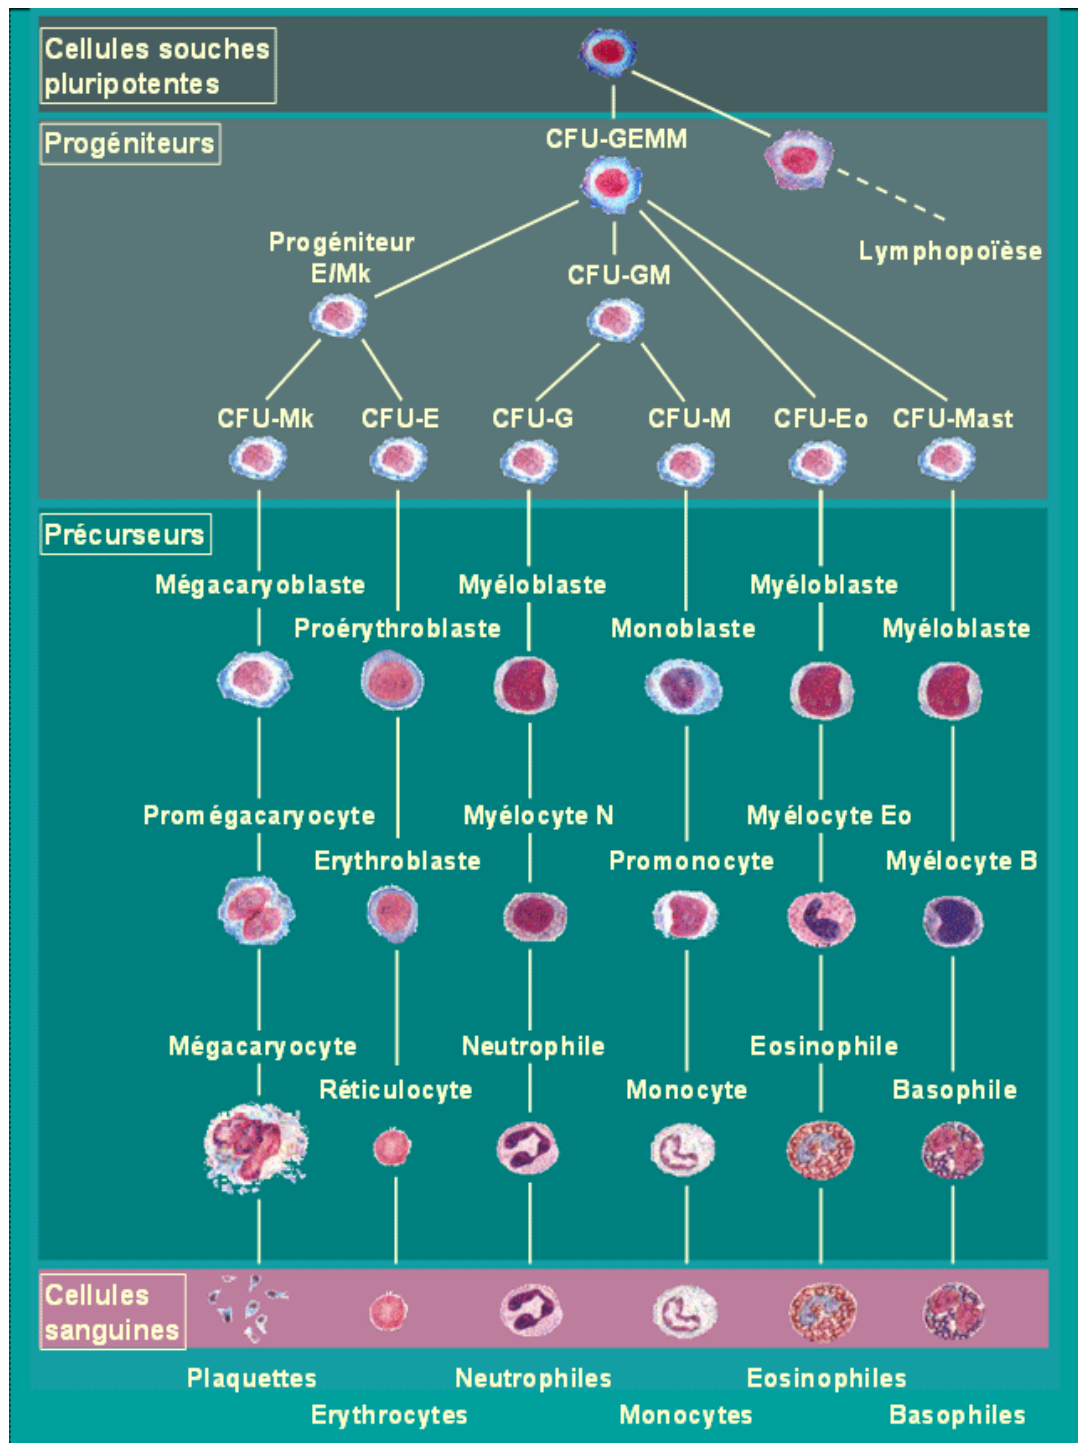 Cellules souches
pluripotentes
Progéniteurs
CFU-GEMM
Progéniteur
E/Mk
CFU-GM
Lymphopoïèse
CFU-Mk CFU-E CFU-G CFU-M CFU-Eo CFU-Mast
Précurseurs
Mégacaryoblaste Myéloblaste Myéloblaste
Proérythroblaste Monoblaste Myéloblaste
Promégacaryocyte Myélocyte N Myélocyte Eo
Erythroblaste Promonocyte Myélocyte B
Mégacaryocyte Neutrophile Eosinophile
Réticulocyte Monocyte Basophile
Cellules
sanguines
Plaquettes Neutrophiles Eosinophiles
Erythrocytes Monocytes Basophiles